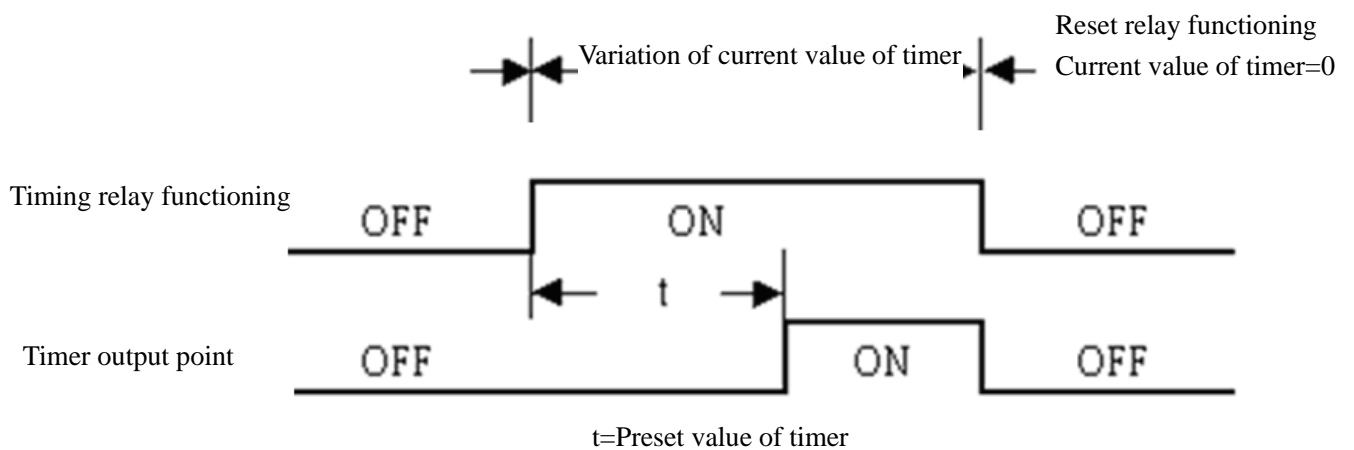 Reset relay functioning
Variation of current value of timer
Current value of timer=0
Timing relay functioning
OFF ON OFF
t
Timer output point
OFF ON OFF
t=Preset value of timer